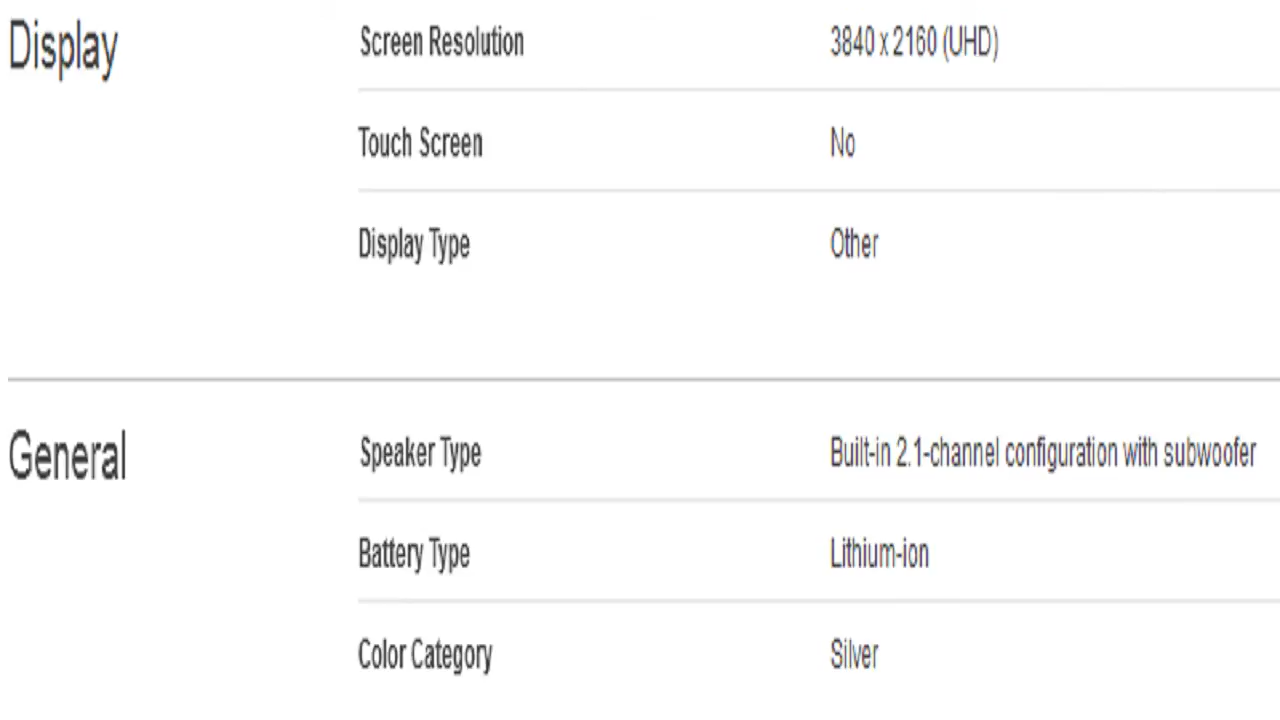 Display Screen Resolution 3840 x 2160 (UHD)
Touch Screen No
Display Type Other
General Speaker Type Built-in 2.1-channel configuration with subwoofer
Battery Type Lithium-ion
Color Category Silver